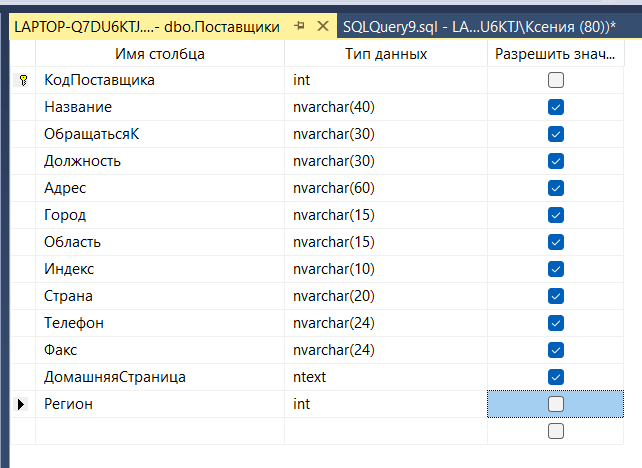 LAPTOP-Q7DU6KTJ....- dbo.Поставщики SQLQuery9.sql - LA...U6KTJ\Ксения (80))*
Имя столбца Тип данных Разрешить знач...
КодПоставщика int
Название nvarchar(40)
ОбращатьсяК nvarchar(30)
Должность nvarchar(30)
Адрес nvarchar(60)
Город nvarchar(15)
Область nvarchar(15)
Индекс nvarchar(10)
Страна nvarchar(20)
Телефон nvarchar(24)
Факс nvarchar(24)
ДомашняяСтраница ntext
Регион int